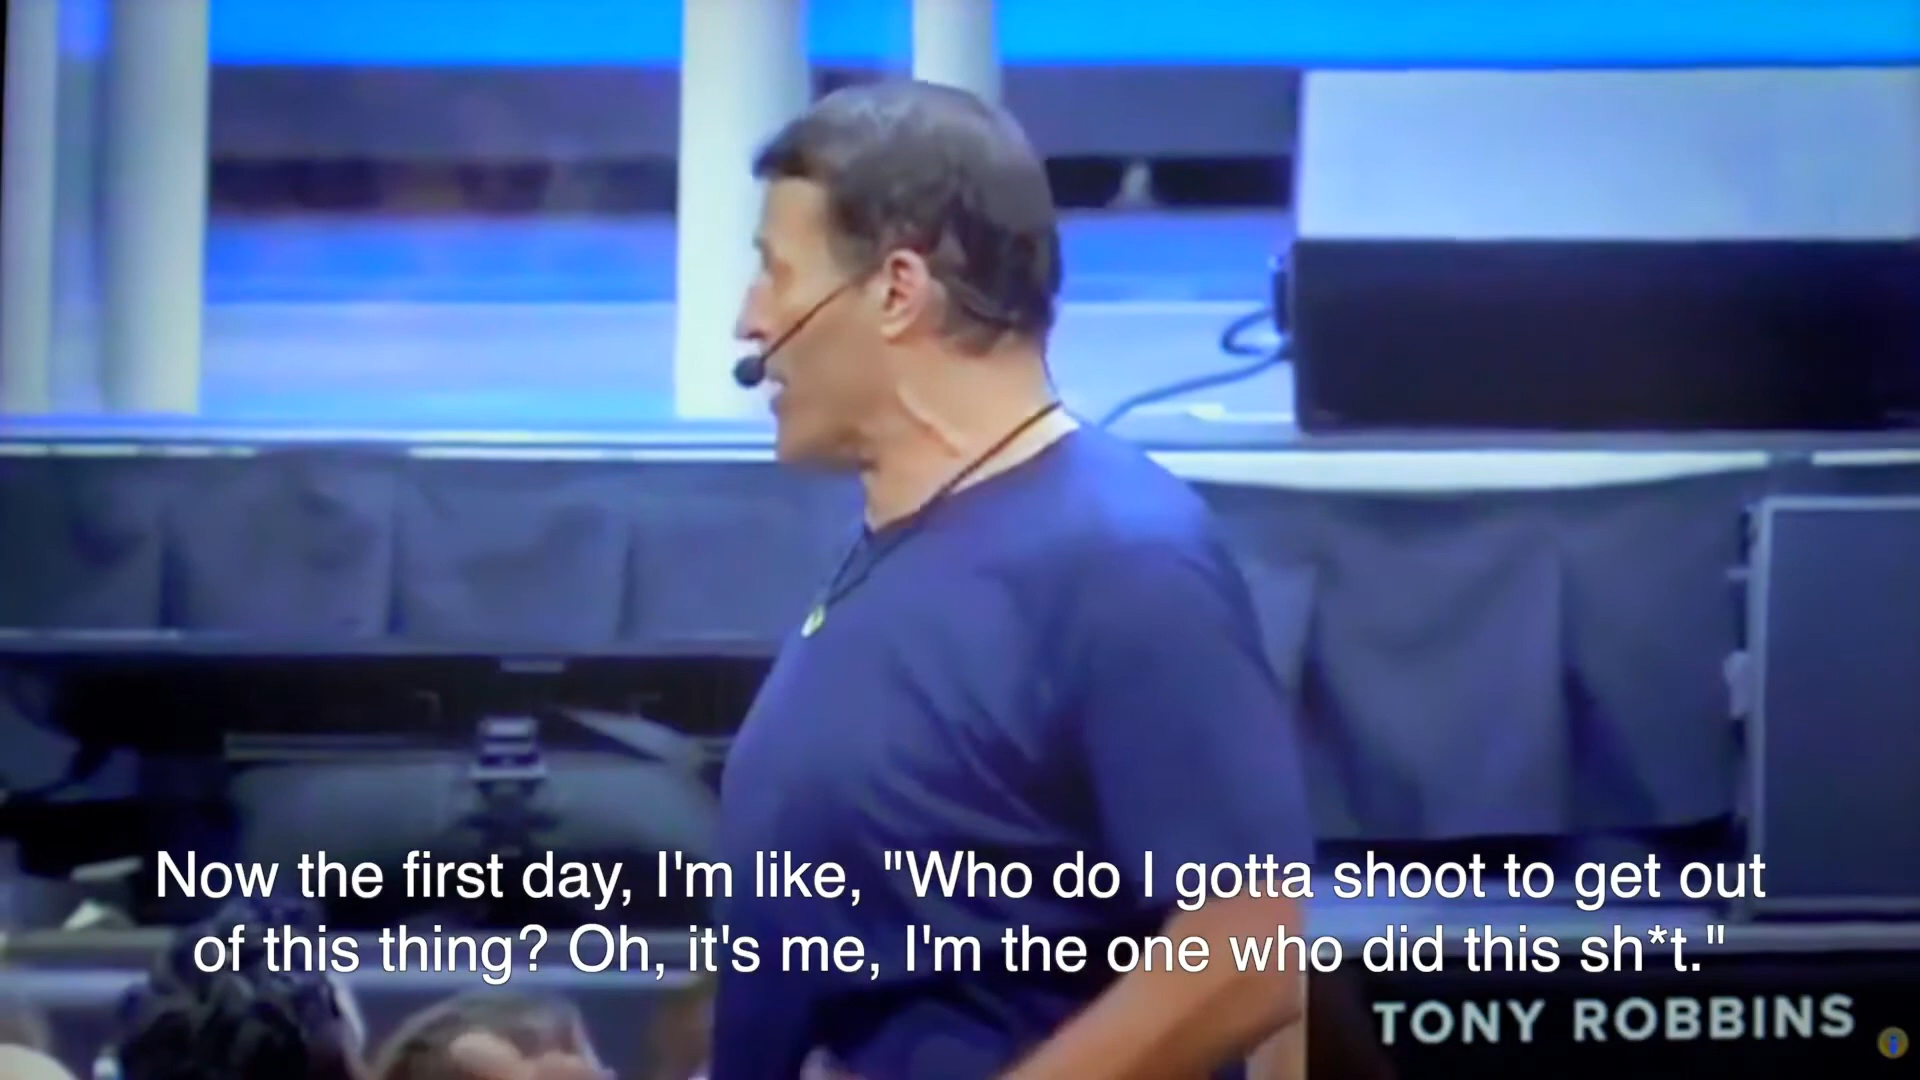 Now the first day, I'm like, "Who do I gotta shoot to get out
of this thing? Oh, it's me, I'm the one who did this sh*t."
TONY ROBBINS